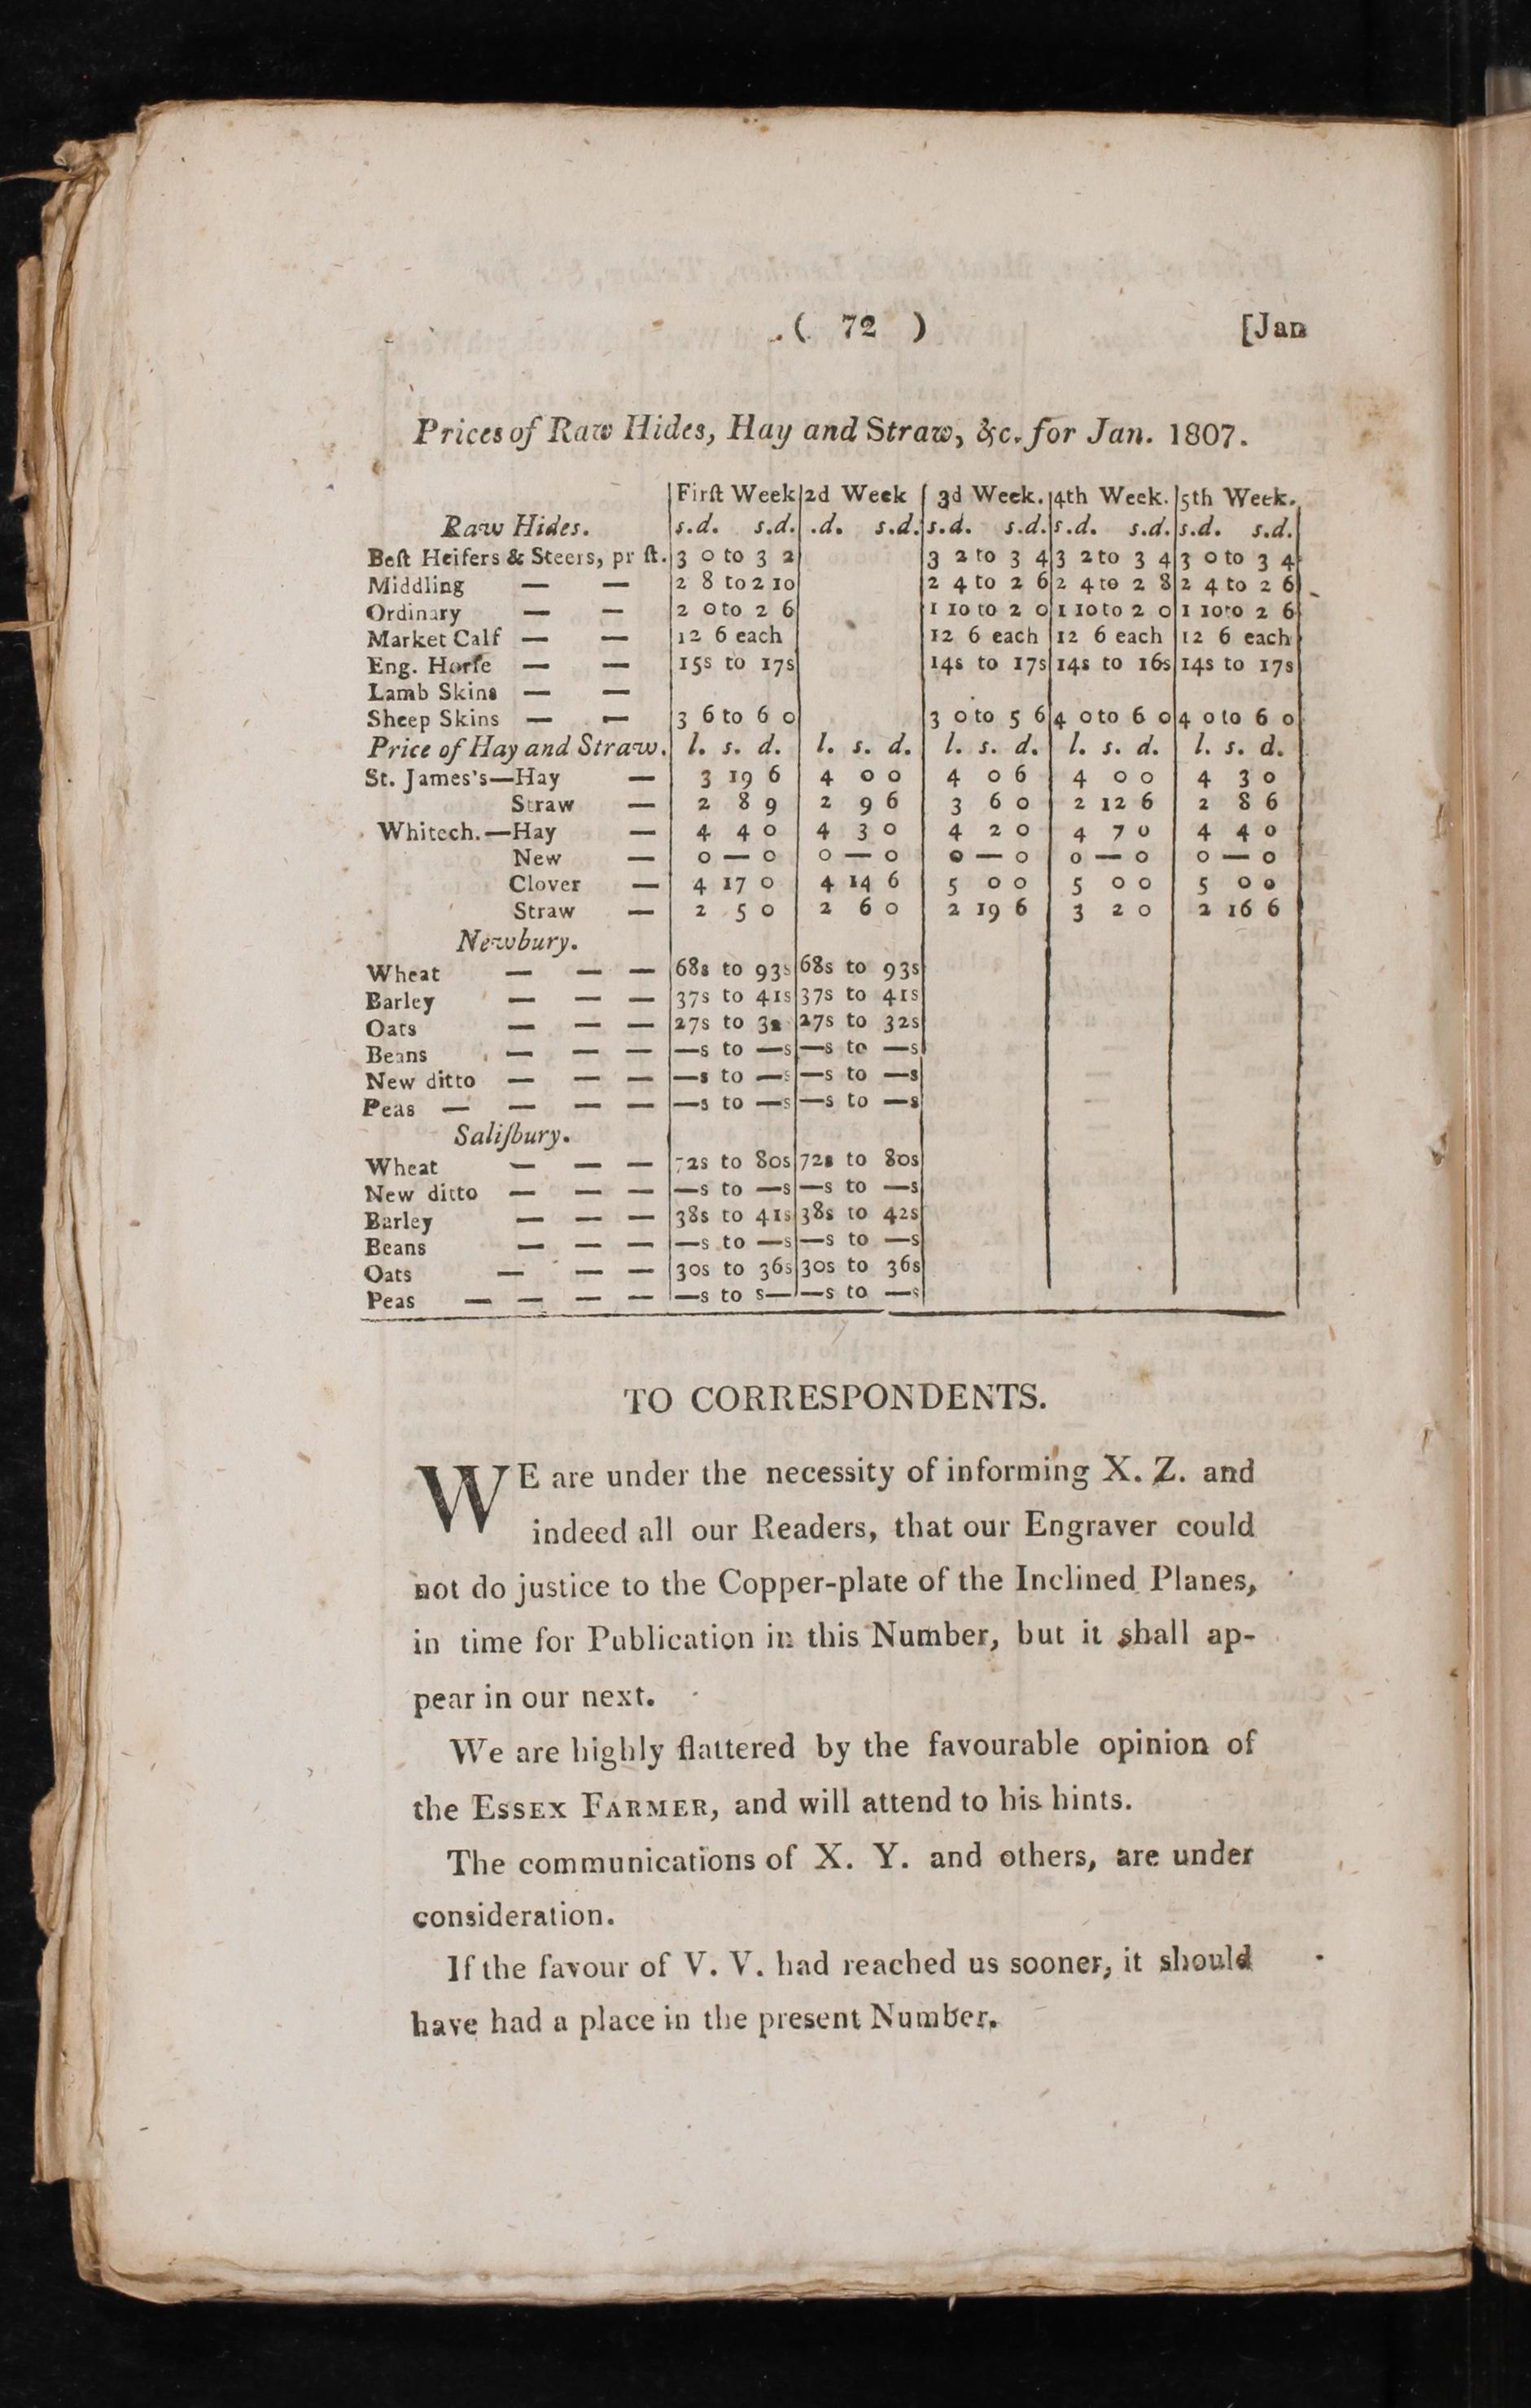 ( 72 ) [Jan
Prices of Raw Hides, Hay and Straw, &c. for Jan. 1807.
Firſt Week 2d Week 3d Week. 4th Week. 5th Week.
Raw Hides. s.d. s.d. .d. s.d. s.d. s.d. s.d. s.d. s.d. s.d.
Beſt Heifers & Steers, pr ſt. 3 0 to 3 2 3 2 to 3 4 3 2 to 3 4 3 0 to 3 4
Middling — — 2 8 to 2 10 2 4 to 2 6 2 4 to 2 8 2 4 to 2 6
Ordinary — — 2 0 to 2 6 1 10 to 2 0 1 10 to 2 0 1 10 to 2 6
Market Calf — — 12 6 each 12 6 each 12 6 each 12 6 each
Eng. Horſe — — 15s to 17s 14s to 17s 14s to 16s 14s to 17s
Lamb Skins — —
Sheep Skins — — 3 6 to 6 0 3 0 to 5 6 4 0 to 6 0 4 0 to 6 0
Price of Hay and Straw. l. s. d. l. s. d. l. s. d. l. s. d. l. s. d.
St. James's—Hay — 3 19 6 4 0 0 4 0 6 4 0 0 4 3 0
Straw — 2 8 9 2 9 6 3 6 0 2 12 6 2 8 6
Whitech.—Hay — 4 4 0 4 3 0 4 2 0 4 7 0 4 4 0
New — 0 — 0 0 — 0 0 — 0 0 — 0 0 — 0
Clover — 4 17 0 4 14 6 5 0 0 5 0 0 5 0 0
Straw — 2 5 0 2 6 0 2 19 6 3 2 0 2 16 6
Newbury.
Wheat — — — 68s to 93s 68s to 93s
Barley — — — 37s to 41s 37s to 41s
Oats — — — 27s to 32 27s to 32s
Beans — — — —s to —s —s to —s
New ditto — — — —s to —s —s to —s
Peas — — — — —s to —s —s to —s
Saliſbury.
Wheat — — — 72s to 80s 72s to 80s
New ditto — — — —s to —s —s to —s
Barley — — — 38s to 41s 38s to 42s
Beans — — — —s to —s —s to —s
Oats — — — 30s to 36s 30s to 36s
Peas — — — — —s to s— —s to —s
TO CORRESPONDENTS.
WE are under the necessity of informing X. Z. and
indeed all our Readers, that our Engraver could
not do justice to the Copper-plate of the Inclined Planes,
in time for Publication in this Number, but it shall ap-
pear in our next.
We are highly flattered by the favourable opinion of
the ESSEX FARMER, and will attend to his hints.
The communications of X. Y. and others, are under
consideration.
If the favour of V. V. had reached us sooner, it should
have had a place in the present Number.